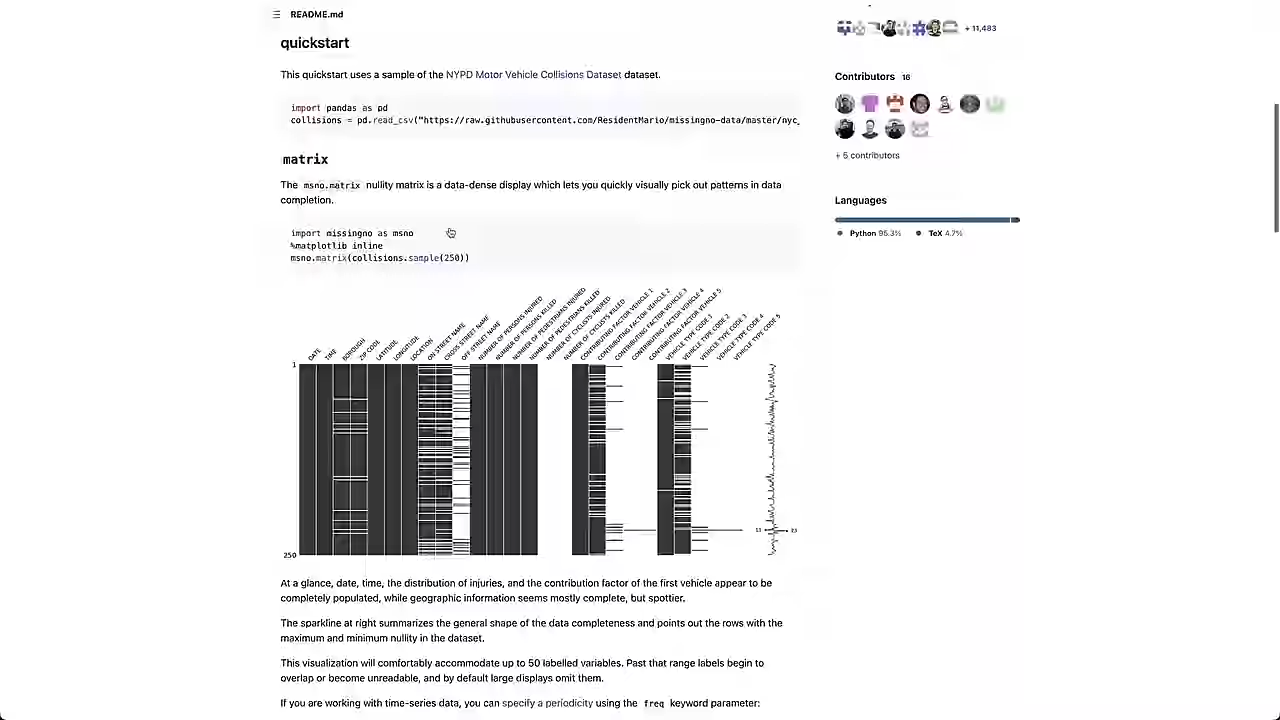 README.md
quickstart
This quickstart uses a sample of the NYPD Motor Vehicle Collisions Dataset dataset.
import pandas as pd
collisions = pd.read_csv("https://raw.githubusercontent.com/ResidentMario/missingno-data/master/nyc_
matrix
The msno.matrix nullity matrix is a data-dense display which lets you quickly visually pick out patterns in data
completion.
import missingno as msno
%matplotlib inline
msno.matrix(collisions.sample(250))
DATE
TIME
BOROUGH
ZIP CODE
LATITUDE
LONGITUDE
LOCATION
ON STREET NAME
CROSS STREET NAME
OFF STREET NAME
NUMBER OF PERSONS INJURED
NUMBER OF PERSONS KILLED
NUMBER OF PEDESTRIANS INJURED
NUMBER OF PEDESTRIANS KILLED
NUMBER OF CYCLISTS INJURED
NUMBER OF CYCLISTS KILLED
CONTRIBUTING FACTOR VEHICLE 1
CONTRIBUTING FACTOR VEHICLE 2
CONTRIBUTING FACTOR VEHICLE 3
CONTRIBUTING FACTOR VEHICLE 4
CONTRIBUTING FACTOR VEHICLE 5
VEHICLE TYPE CODE 1
VEHICLE TYPE CODE 2
VEHICLE TYPE CODE 3
VEHICLE TYPE CODE 4
VEHICLE TYPE CODE 5
1
250
At a glance, date, time, the distribution of injuries, and the contribution factor of the first vehicle appear to be
completely populated, while geographic information seems mostly complete, but spottier.
The sparkline at right summarizes the general shape of the data completeness and points out the rows with the
maximum and minimum nullity in the dataset.
This visualization will comfortably accommodate up to 50 labelled variables. Past that range labels begin to
overlap or become unreadable, and by default large displays omit them.
If you are working with time-series data, you can specify a periodicity using the freq keyword parameter:
+ 11,483
Contributors 16
+ 5 contributors
Languages
Python 95.3% TeX 4.7%